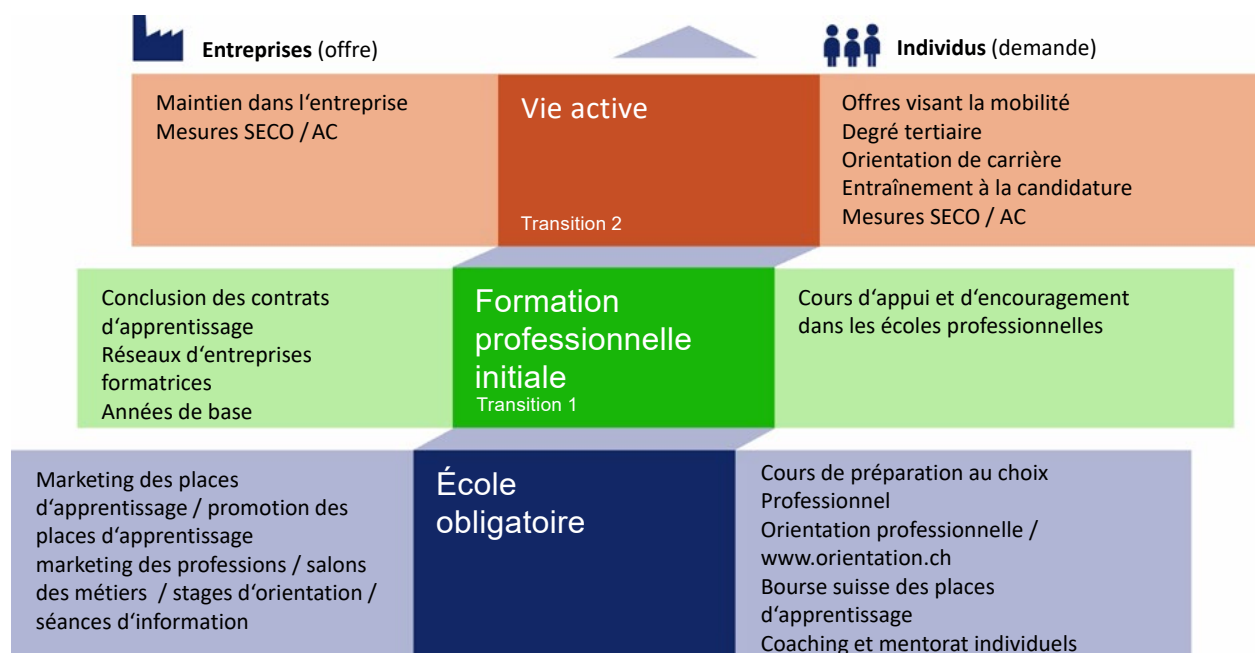 Entreprises (offre)
Individus (demande)
Maintien dans l‘entreprise
Mesures SECO / AC
Vie active
Transition 2
Offres visant la mobilité
Degré tertiaire
Orientation de carrière
Entraînement à la candidature
Mesures SECO / AC
Conclusion des contrats
d‘apprentissage
Réseaux d‘entreprises
formatrices
Années de base
Formation
professionnelle
initiale
Transition 1
Cours d‘appui et d‘encouragement
dans les écoles professionnelles
Marketing des places
d‘apprentissage / promotion des
places d‘apprentissage
marketing des professions / salons
des métiers / stages d‘orientation /
séances d‘information
École
obligatoire
Cours de préparation au choix
Professionnel
Orientation professionnelle /
www.orientation.ch
Bourse suisse des places
d‘apprentissage
Coaching et mentorat individuels